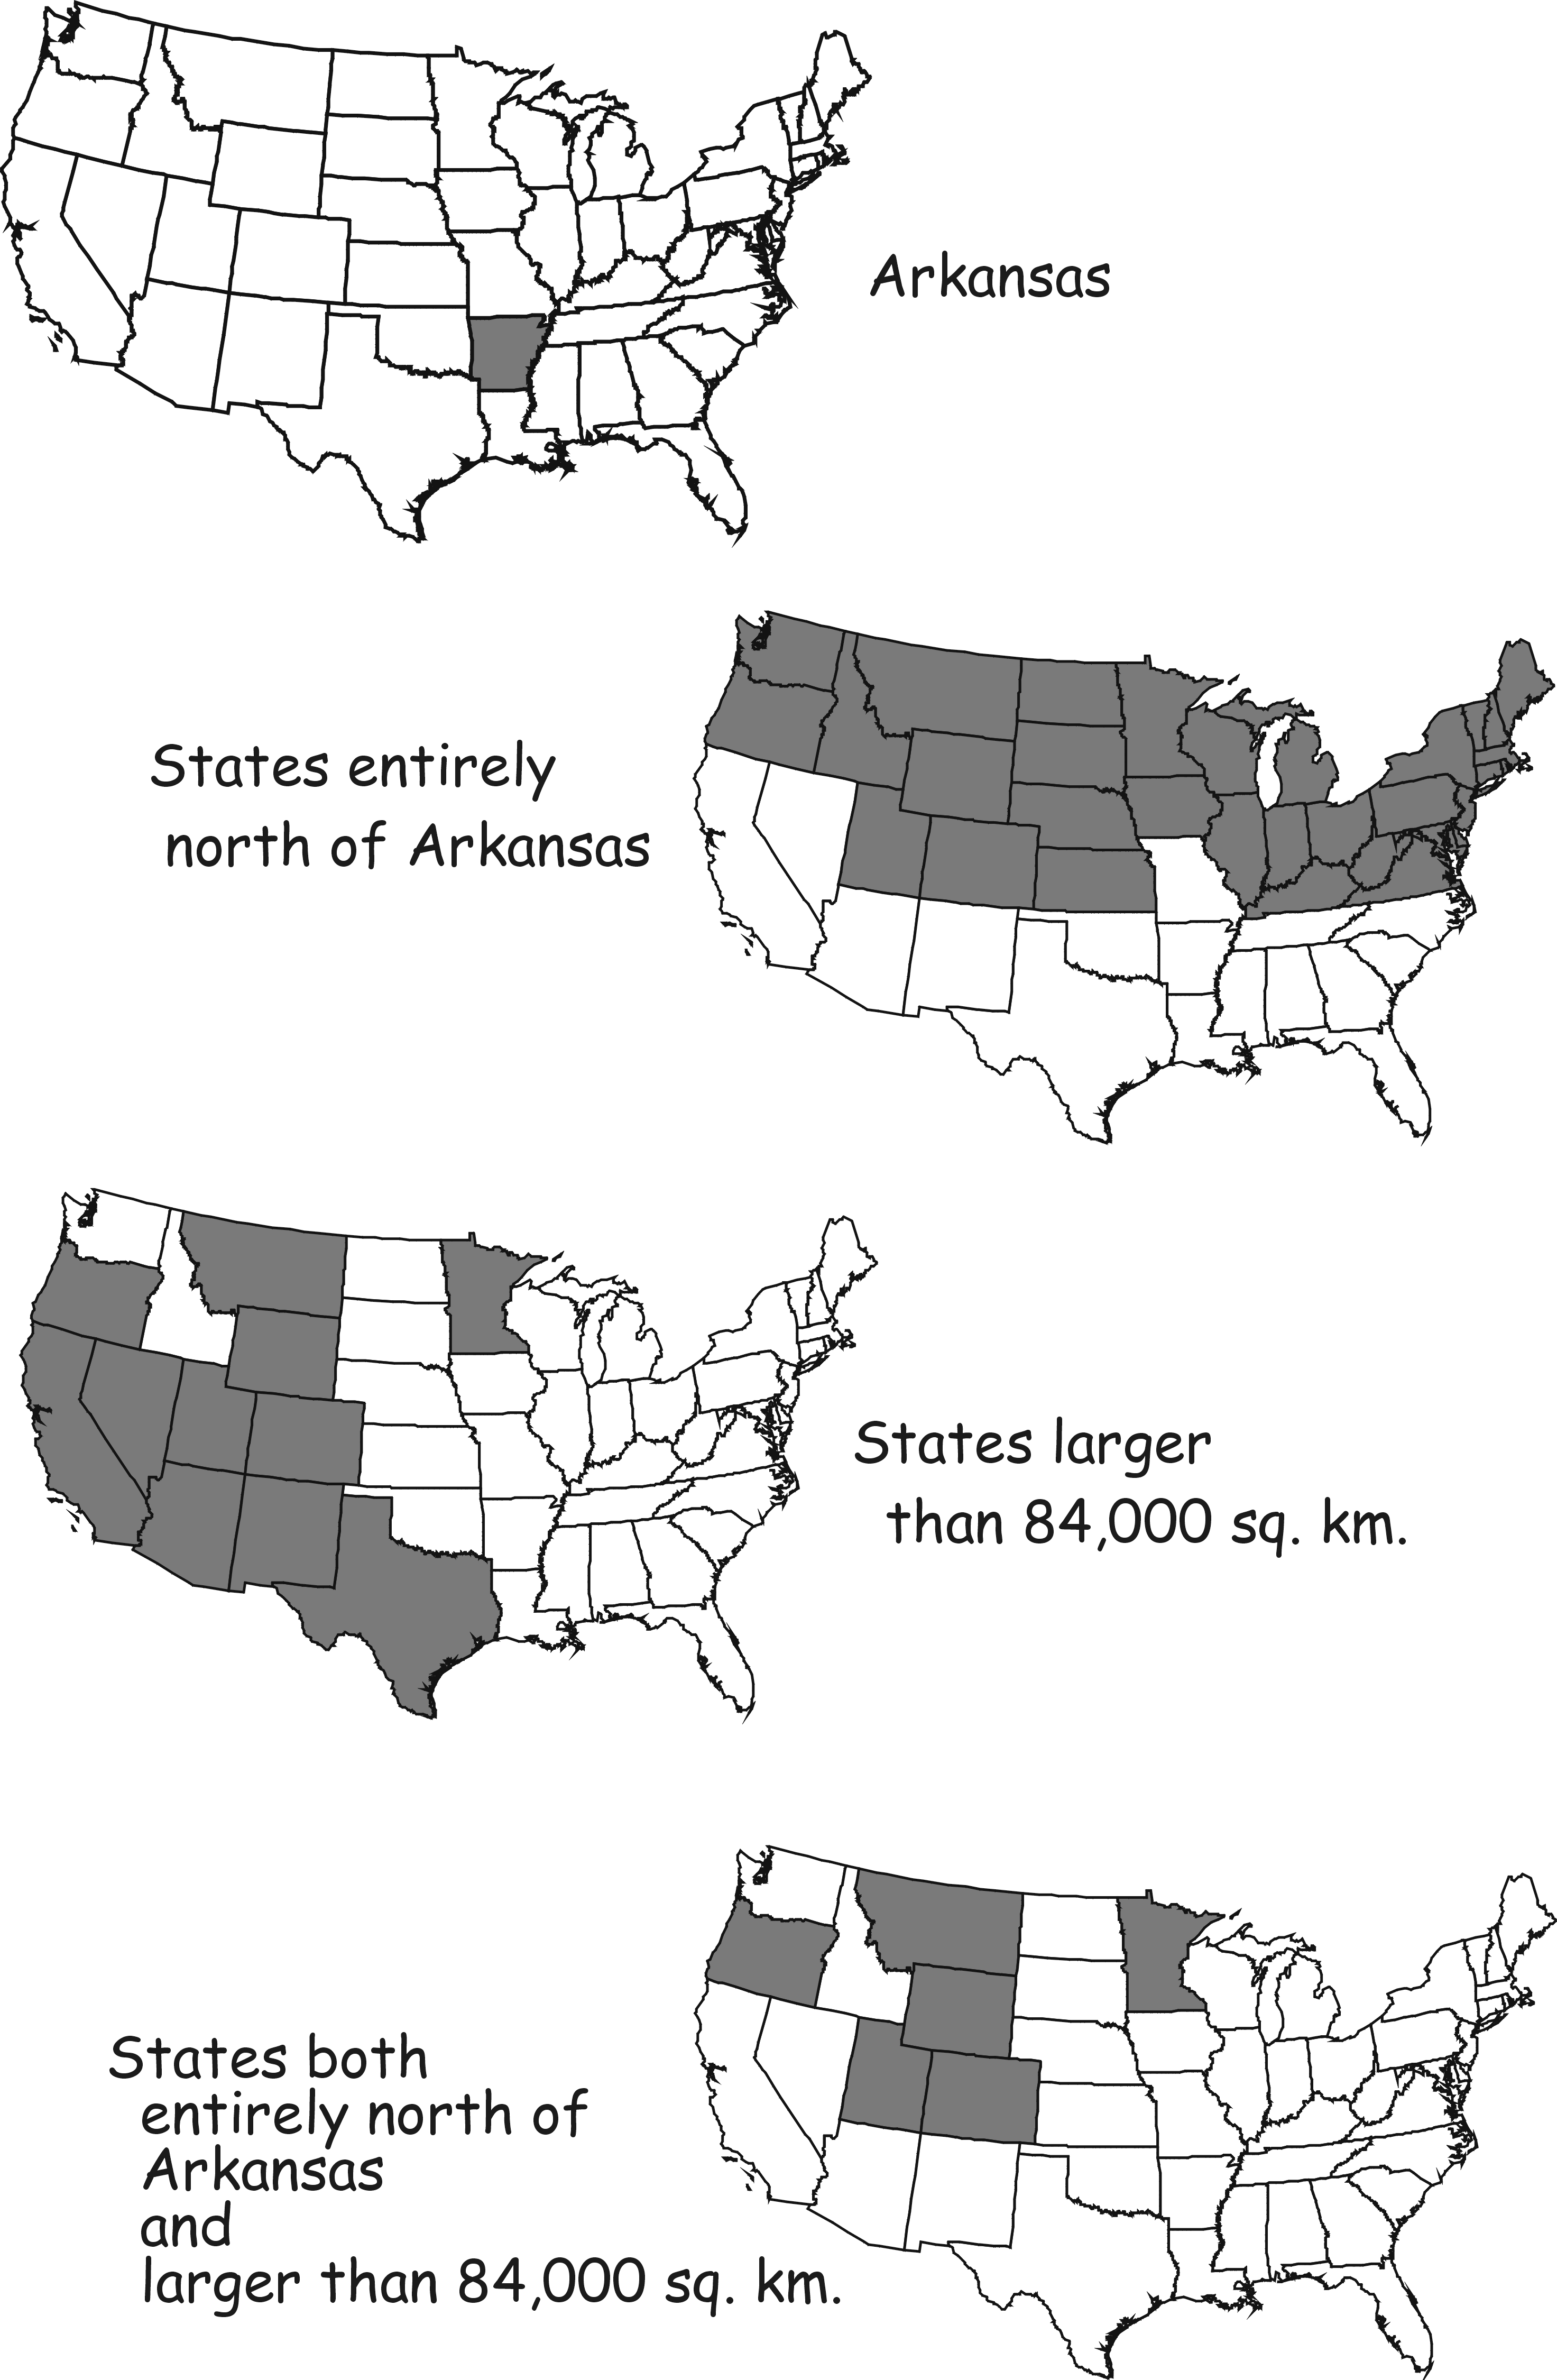 Arkansas
States entirely
north of Arkansas
States larger
than 84,000 sq. km.
States both
entirely north of
Arkansas
and
larger than 84,000 sq. km.